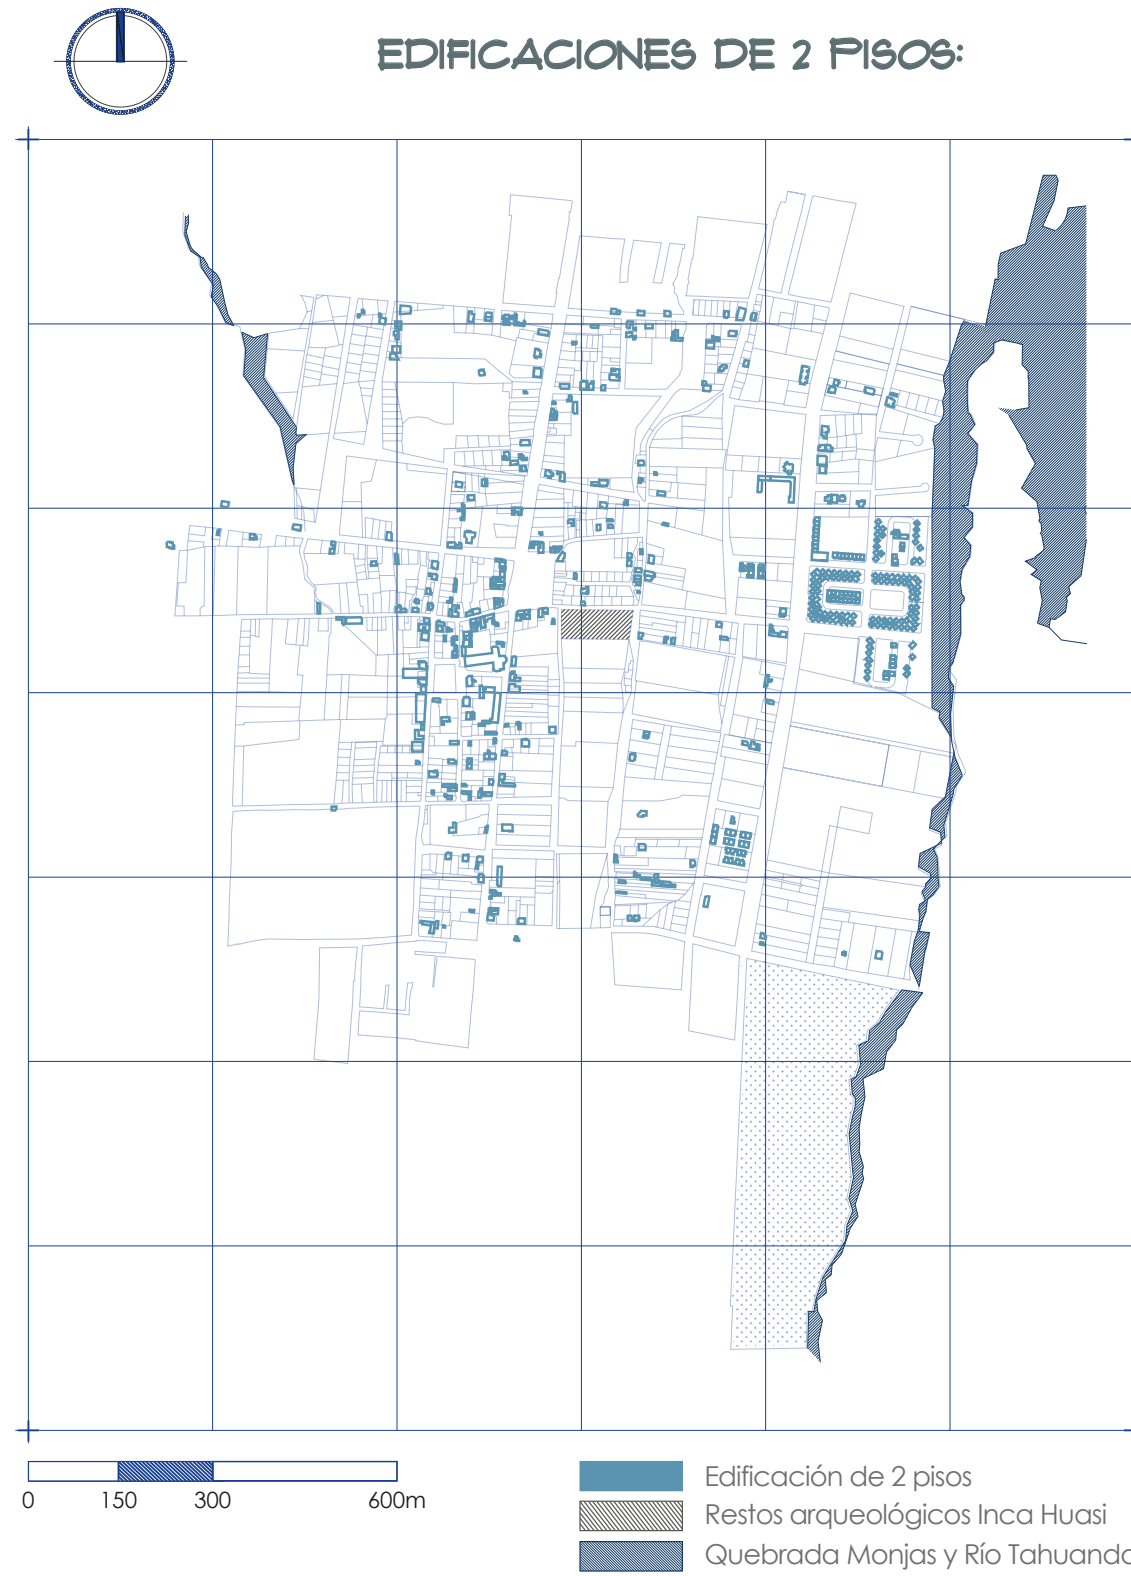 EDIFICACIONES DE 2 PISOS:
0 150 300 600m
Edificación de 2 pisos
Restos arqueológicos Inca Huasi
Quebrada Monjas y Río Tahuando